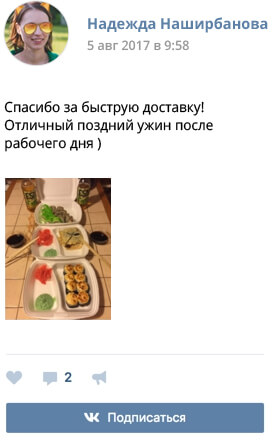 Надежда Наширбанова
5 авг 2017 в 9:58
Спасибо за быструю доставку!
Отличный поздний ужин после
рабочего дня )
2
Подписаться